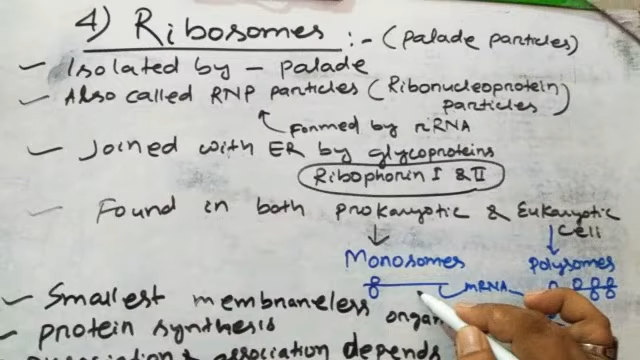 4) Ribosomes :- (Palade particles)
Isolated by - palade
Also called RNP particles (Ribonucleoprotein particles)
formed by rRNA
Joined with ER by glycoproteins
Ribophorin I & II
Found in both prokaryotic & Eukaryotic cell
Monosomes
Polysomes
mRNA
Smallest membraneless
protein synthesis
association depends